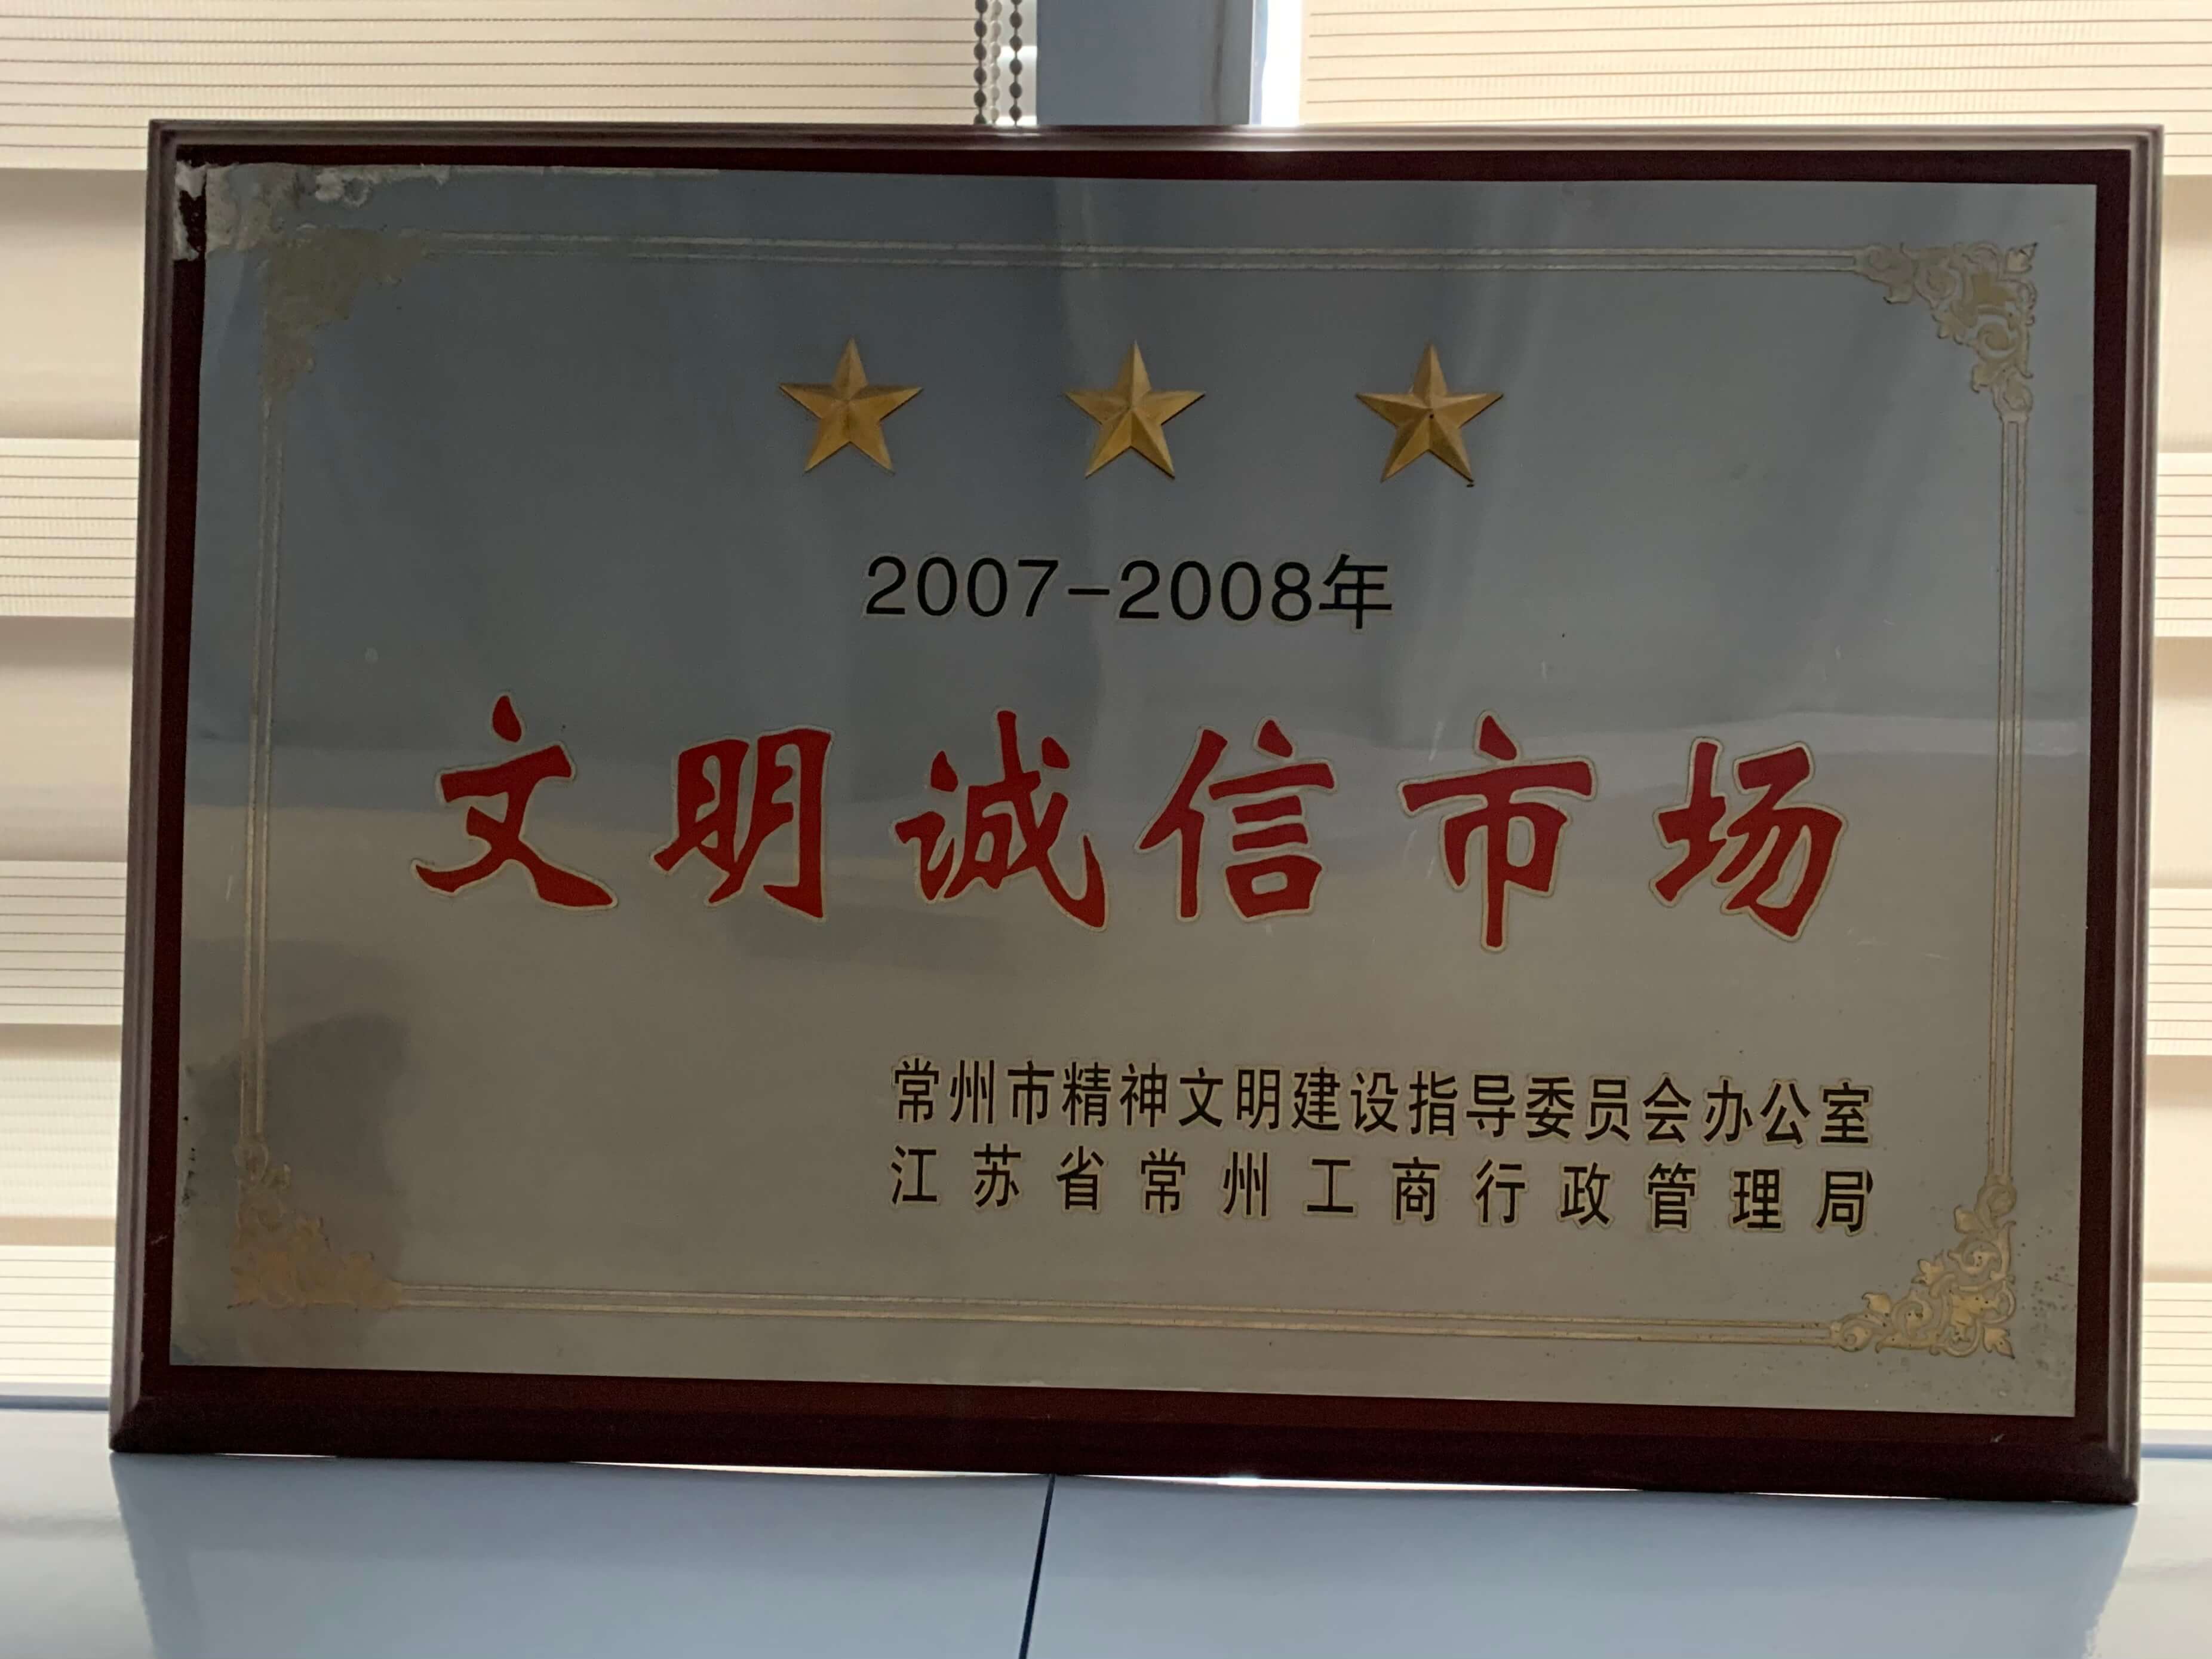 2007-2008年
文明诚信市场
常州市精神文明建设指导委员会办公室
江苏省常州工商行政管理局